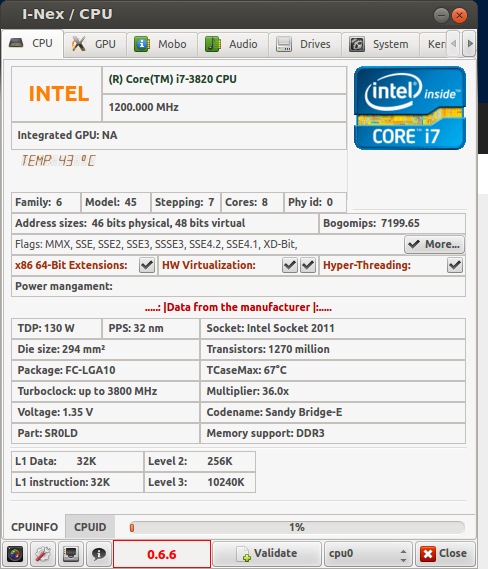 I-Nex / CPU
CPU GPU Mobo Audio Drives System Ker
INTEL
(R) Core(TM) i7-3820 CPU
1200.000 MHz
Integrated GPU: NA
intel inside™
CORE™ i7
TEMP: 43 °C
Family: 6 Model: 45 Stepping: 7 Cores: 8 Phy id: 0
Address sizes: 46 bits physical, 48 bits virtual Bogomips: 7199.65
Flags: MMX, SSE, SSE2, SSE3, SSSE3, SSE4.2, SSE4.1, XD-Bit, More...
x86 64-Bit Extensions: HW Virtualization: Hyper-Threading:
Power mangament:
.....: |Data from the manufacturer |:.....
TDP: 130 W PPS: 32 nm Socket: Intel Socket 2011
Die size: 294 mm² Transistors: 1270 million
Package: FC-LGA10 TCaseMax: 67°C
Turboclock: up to 3800 MHz Multiplier: 36.0x
Voltage: 1.35 V Codename: Sandy Bridge-E
Part: SR0LD Memory support: DDR3
L1 Data: 32K Level 2: 256K
L1 instruction: 32K Level 3: 10240K
CPUINFO CPUID 1%
0.6.6 Validate cpu0 Close